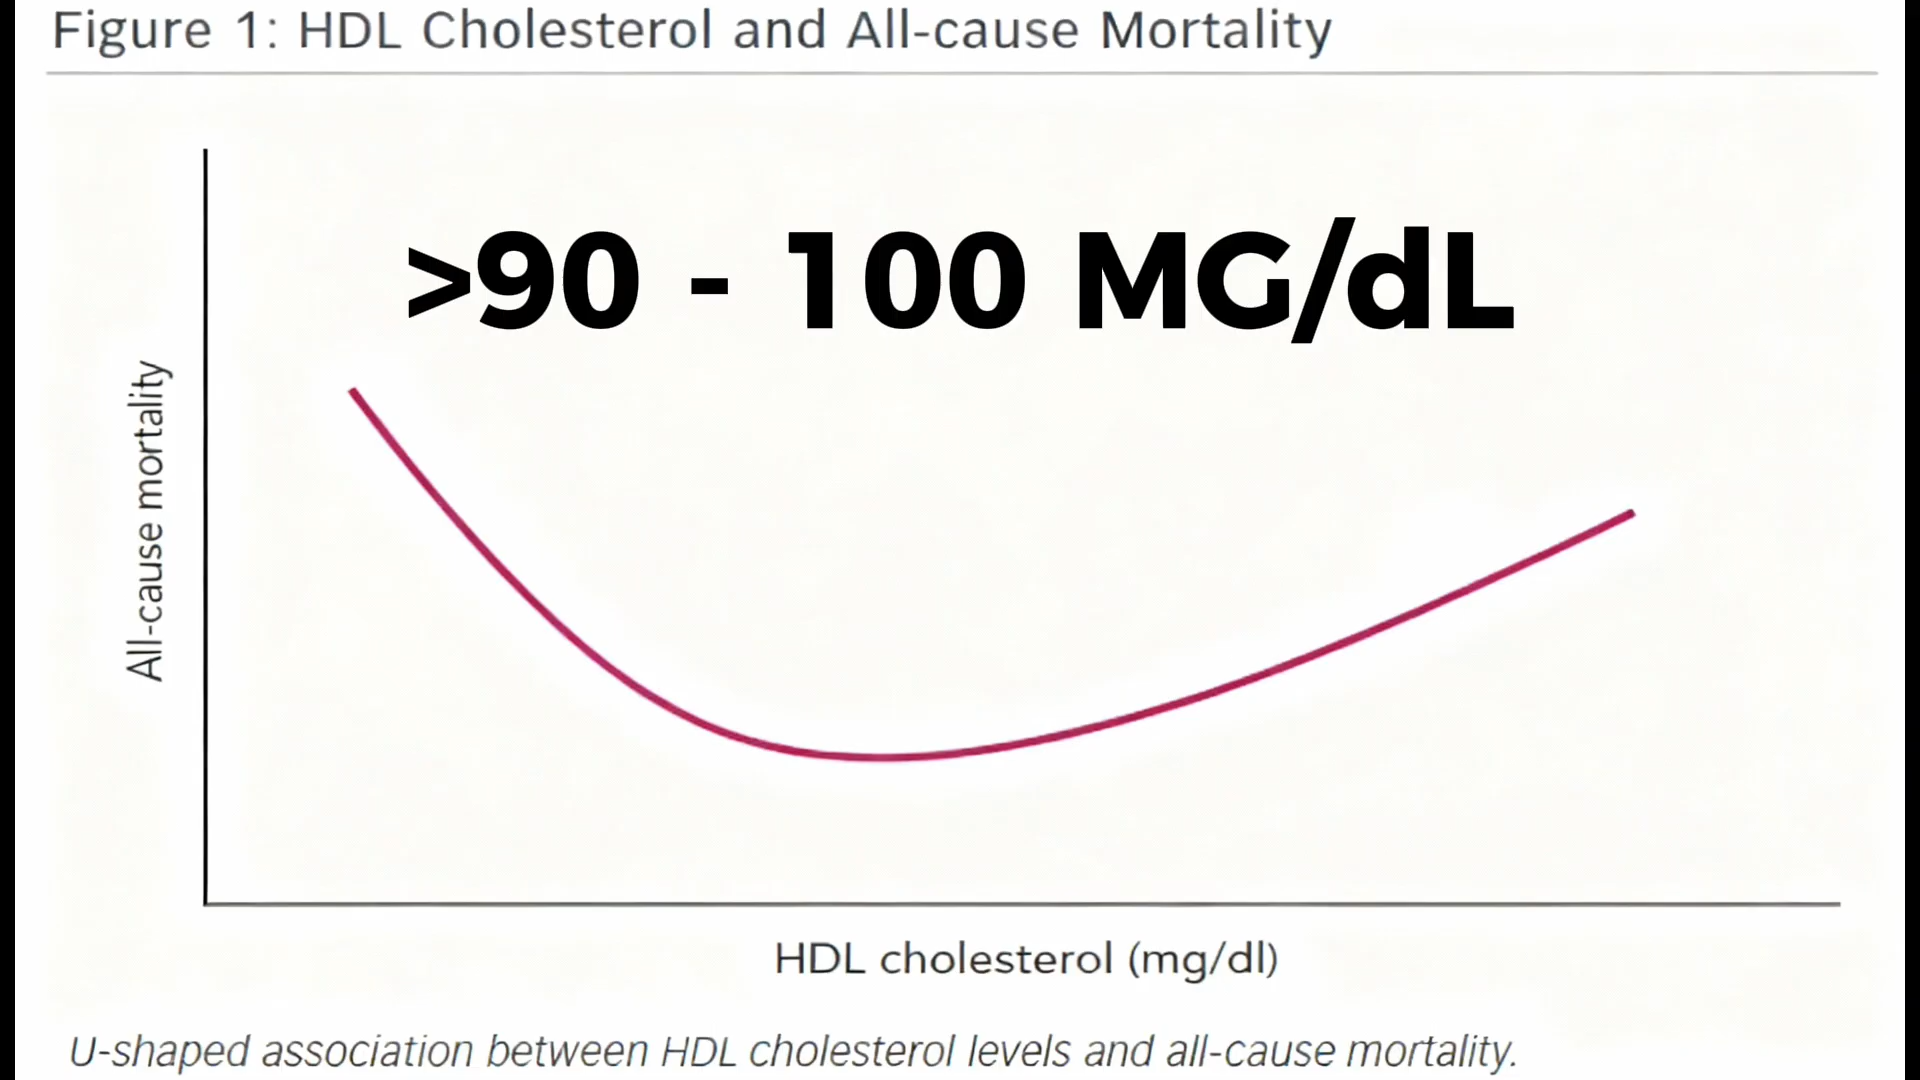 Figure 1: HDL Cholesterol and All-cause Mortality
>90 - 100 MG/dL
All-cause mortality
HDL cholesterol (mg/dl)
U-shaped association between HDL cholesterol levels and all-cause mortality.